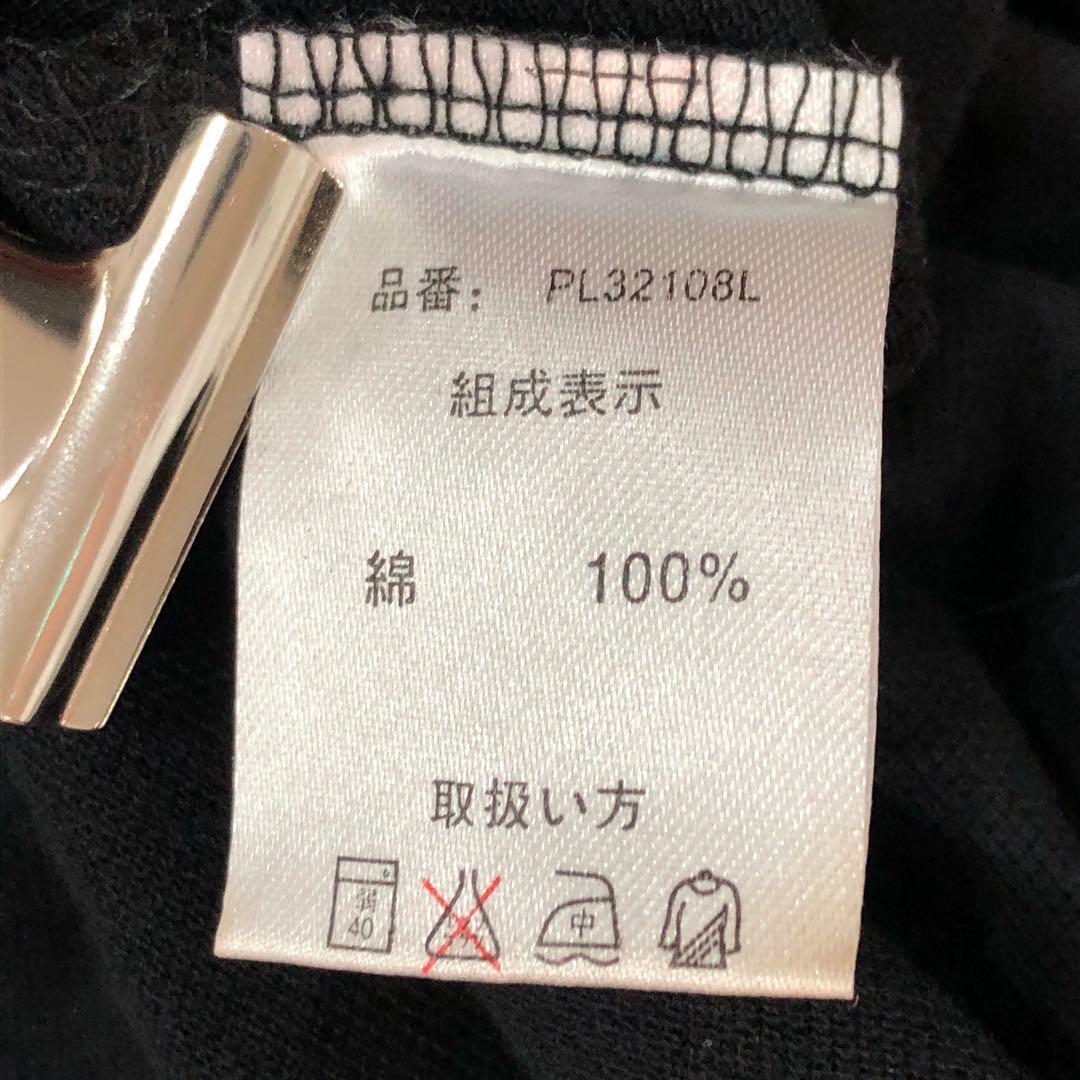 品番: PL32108L
組成表示
綿 100%
取扱い方
弱 40 中